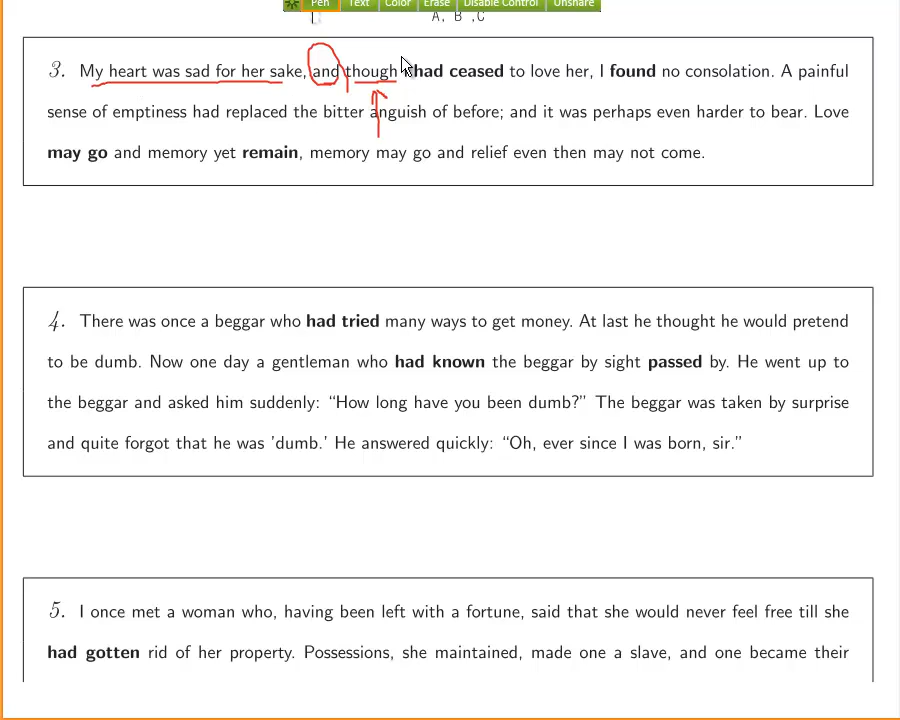 Pen Text Color Erase Disable Control Unshare
A, B ,C
3. My heart was sad for her sake, and though had ceased to love her, I found no consolation. A painful
sense of emptiness had replaced the bitter anguish of before; and it was perhaps even harder to bear. Love
may go and memory yet remain, memory may go and relief even then may not come.
4. There was once a beggar who had tried many ways to get money. At last he thought he would pretend
to be dumb. Now one day a gentleman who had known the beggar by sight passed by. He went up to
the beggar and asked him suddenly: “How long have you been dumb?” The beggar was taken by surprise
and quite forgot that he was 'dumb.' He answered quickly: “Oh, ever since I was born, sir.”
5. I once met a woman who, having been left with a fortune, said that she would never feel free till she
had gotten rid of her property. Possessions, she maintained, made one a slave, and one became their